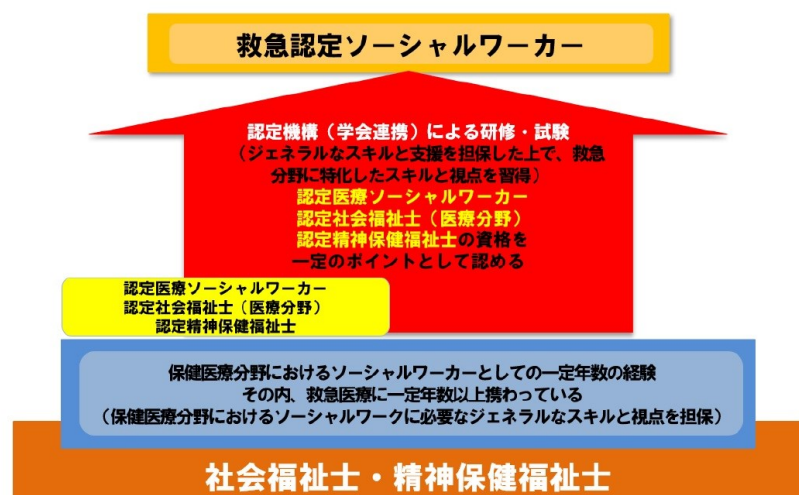 救急認定ソーシャルワーカー
認定機構（学会連携）による研修・試験
（ジェネラルなスキルと支援を担保した上で、救急
分野に特化したスキルと視点を習得）
認定医療ソーシャルワーカー
認定社会福祉士（医療分野）
認定精神保健福祉士の資格を
一定のポイントとして認める
認定医療ソーシャルワーカー
認定社会福祉士（医療分野）
認定精神保健福祉士
保健医療分野におけるソーシャルワーカーとしての一定年数の経験
その内、救急医療に一定年数以上携わっている
（保健医療分野におけるソーシャルワークに必要なジェネラルなスキルと視点を担保）
社会福祉士・精神保健福祉士